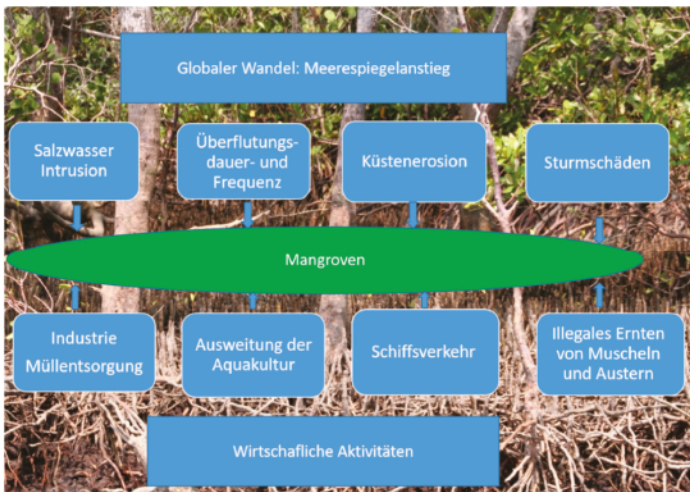 Globaler Wandel: Meerespiegelanstieg
Salzwasser
Intrusion
Überflutungs-
dauer- und
Frequenz
Küstenerosion
Sturmschäden
Mangroven
Industrie
Müllentsorgung
Ausweitung der
Aquakultur
Schiffsverkehr
Illegales Ernten
von Muscheln
und Austern
Wirtschafliche Aktivitäten